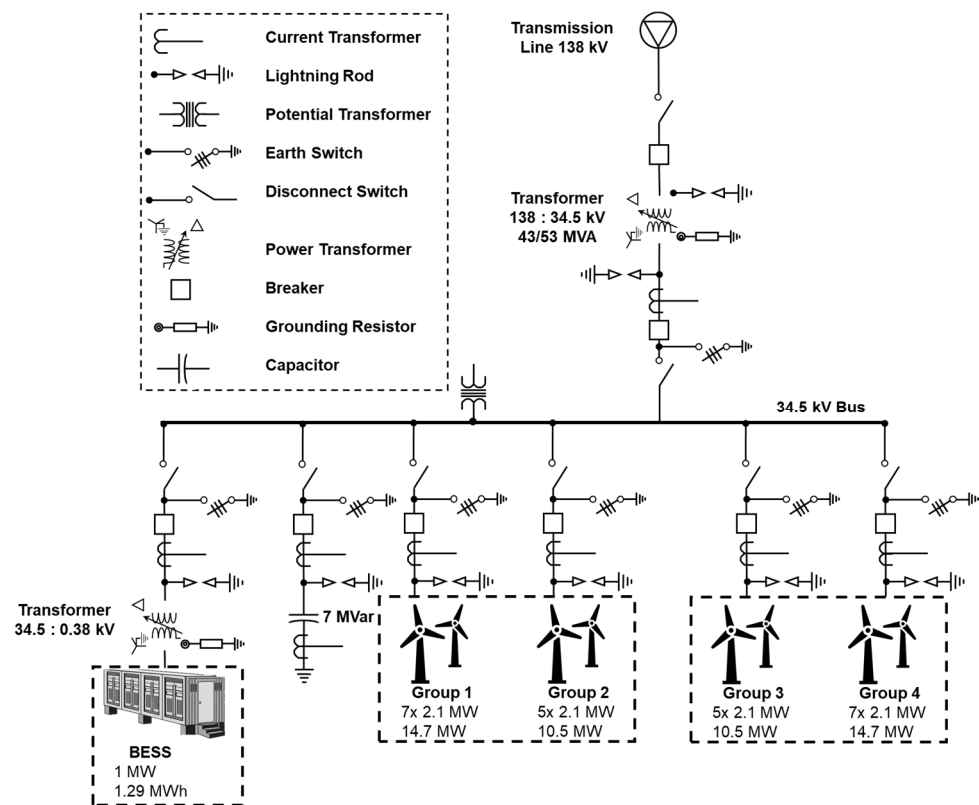 Current Transformer
Lightning Rod
Potential Transformer
Earth Switch
Disconnect Switch
Power Transformer
Breaker
Grounding Resistor
Capacitor
Transmission
Line 138 kV
Transformer
138 : 34.5 kV
43/53 MVA
34.5 kV Bus
Transformer
34.5 : 0.38 kV
7 MVar
BESS
1 MW
1.29 MWh
Group 1
7x 2.1 MW
14.7 MW
Group 2
5x 2.1 MW
10.5 MW
Group 3
5x 2.1 MW
10.5 MW
Group 4
7x 2.1 MW
14.7 MW